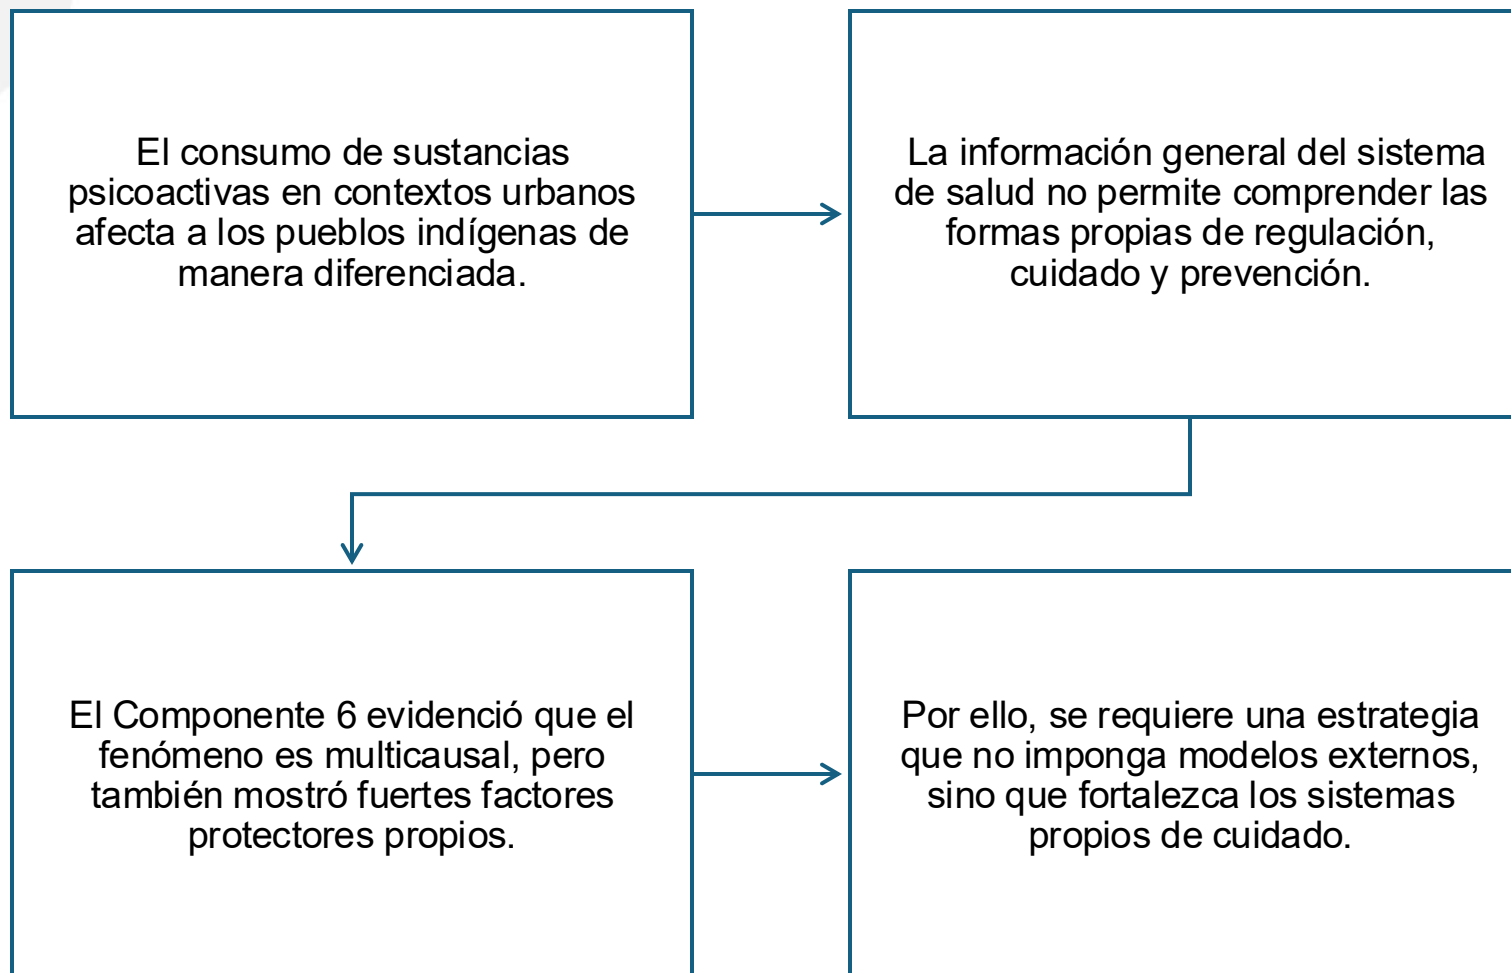 El consumo de sustancias
psicoactivas en contextos urbanos
afecta a los pueblos indígenas de
manera diferenciada.
La información general del sistema
de salud no permite comprender las
formas propias de regulación,
cuidado y prevención.
El Componente 6 evidenció que el
fenómeno es multicausal, pero
también mostró fuertes factores
protectores propios.
Por ello, se requiere una estrategia
que no imponga modelos externos,
sino que fortalezca los sistemas
propios de cuidado.